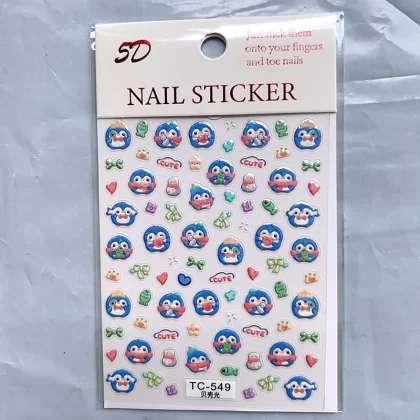 5D
Just stick them
onto your fingers
and toe nails
NAIL STICKER
CUTE
CUTE
CUTE
CUTE
TC-549
贝壳光